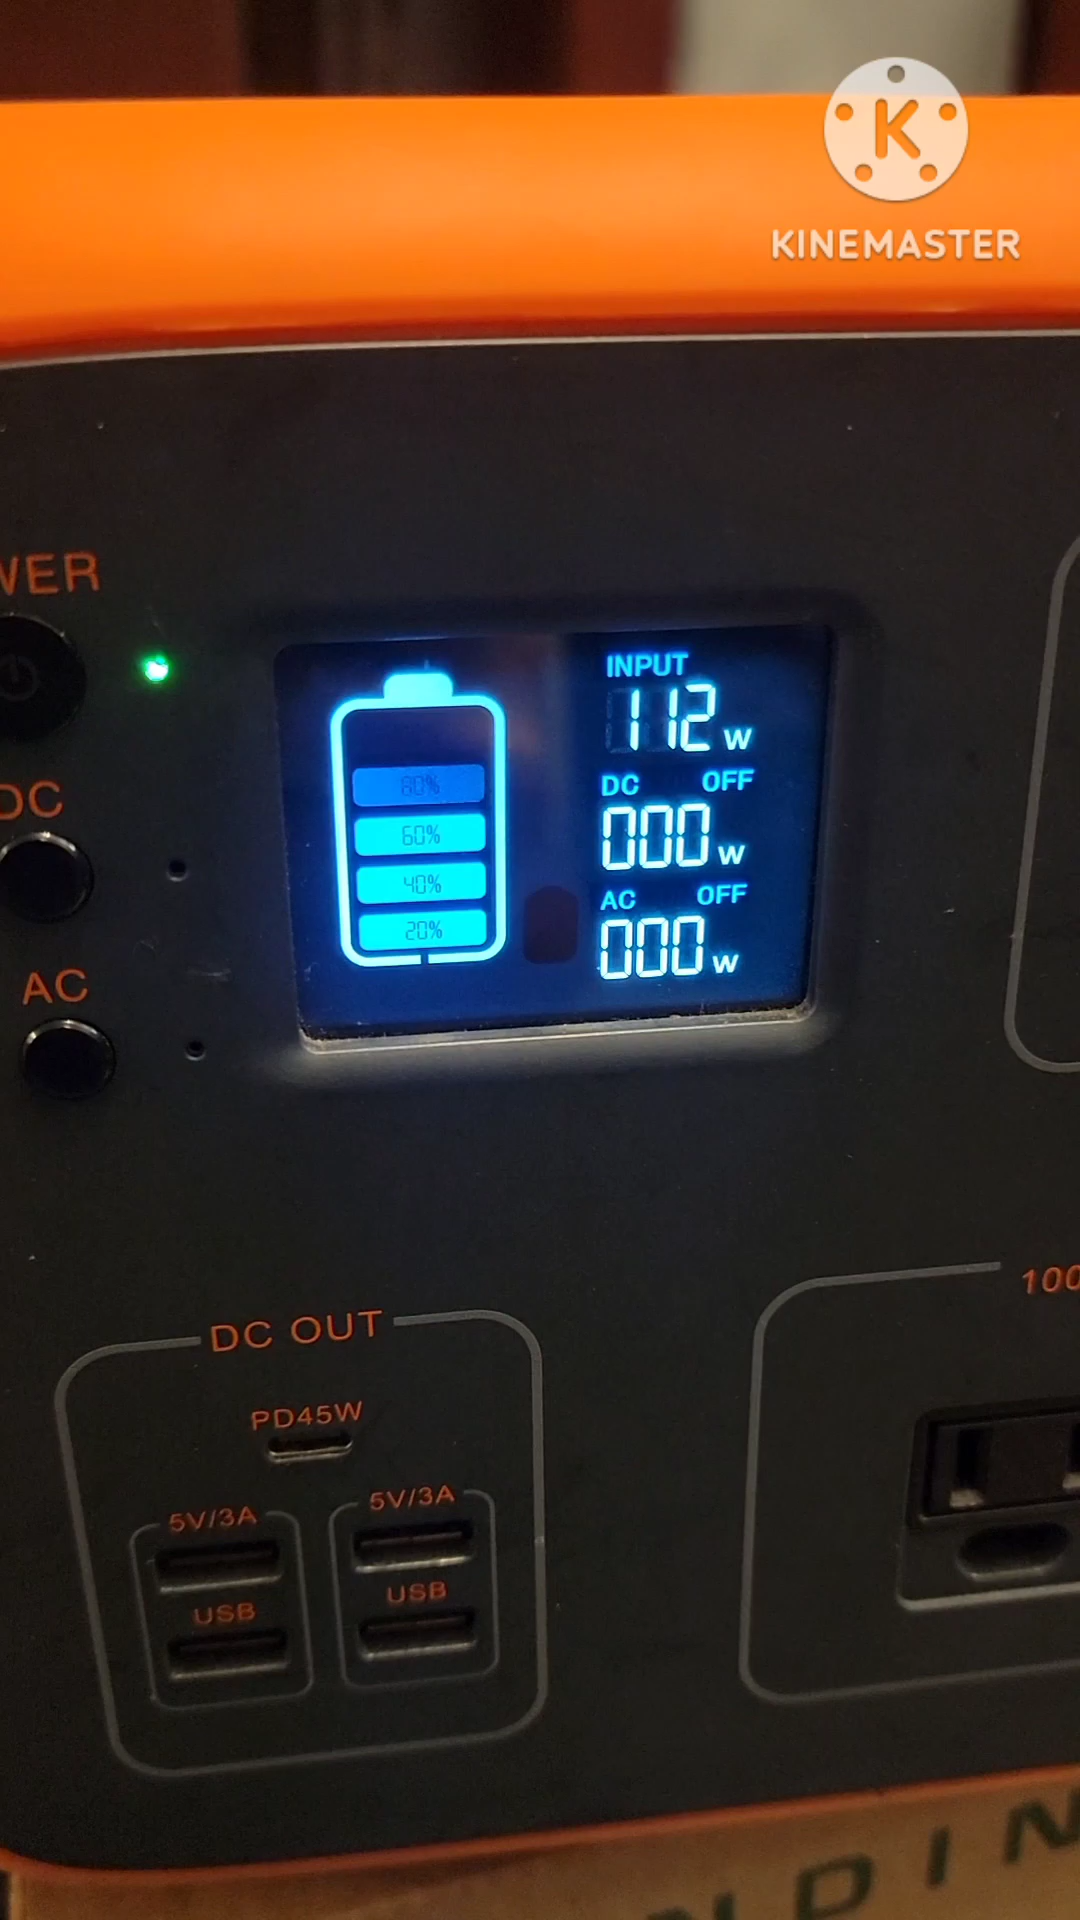 K
KINEMASTER
WER
INPUT
112 W
DC OFF
000 W
AC OFF
000 W
80%
60%
40%
20%
DC
AC
DC OUT
PD45W
5V/3A
5V/3A
USB
USB
100
DIN